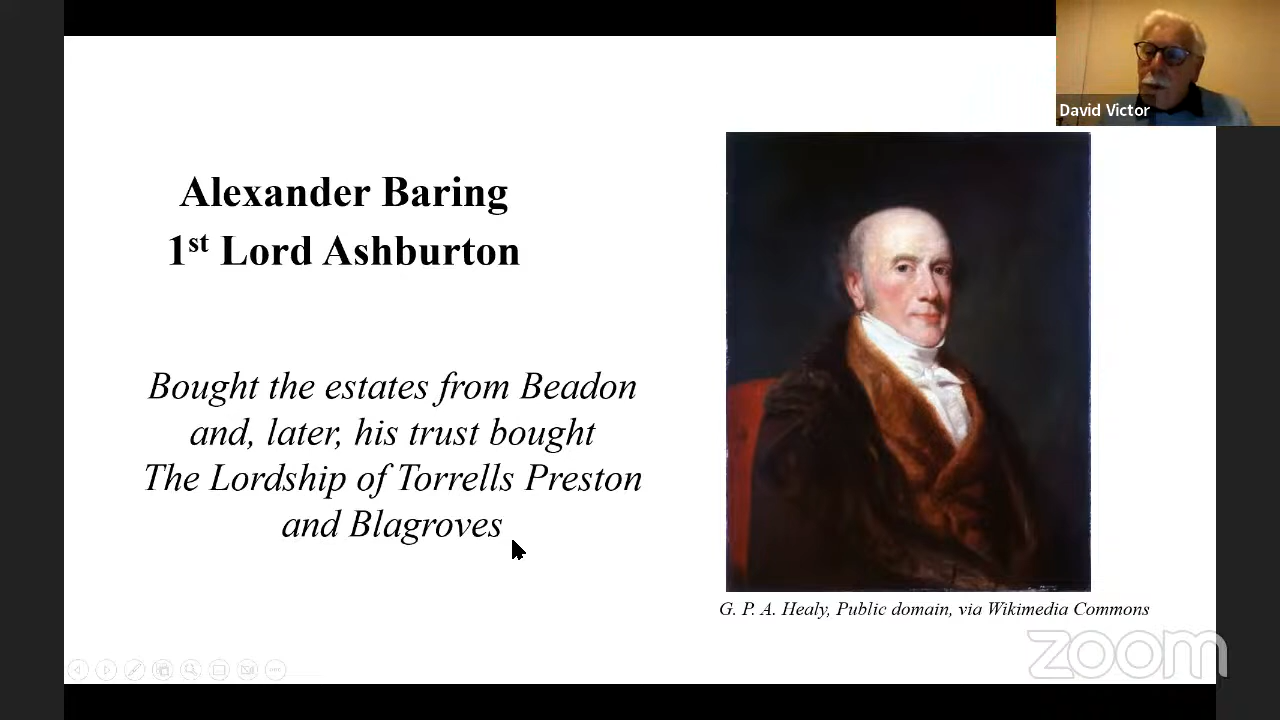 David Victor
Alexander Baring
1st Lord Ashburton
Bought the estates from Beadon
and, later, his trust bought
The Lordship of Torrells Preston
and Blagroves
G. P. A. Healy, Public domain, via Wikimedia Commons
zoom